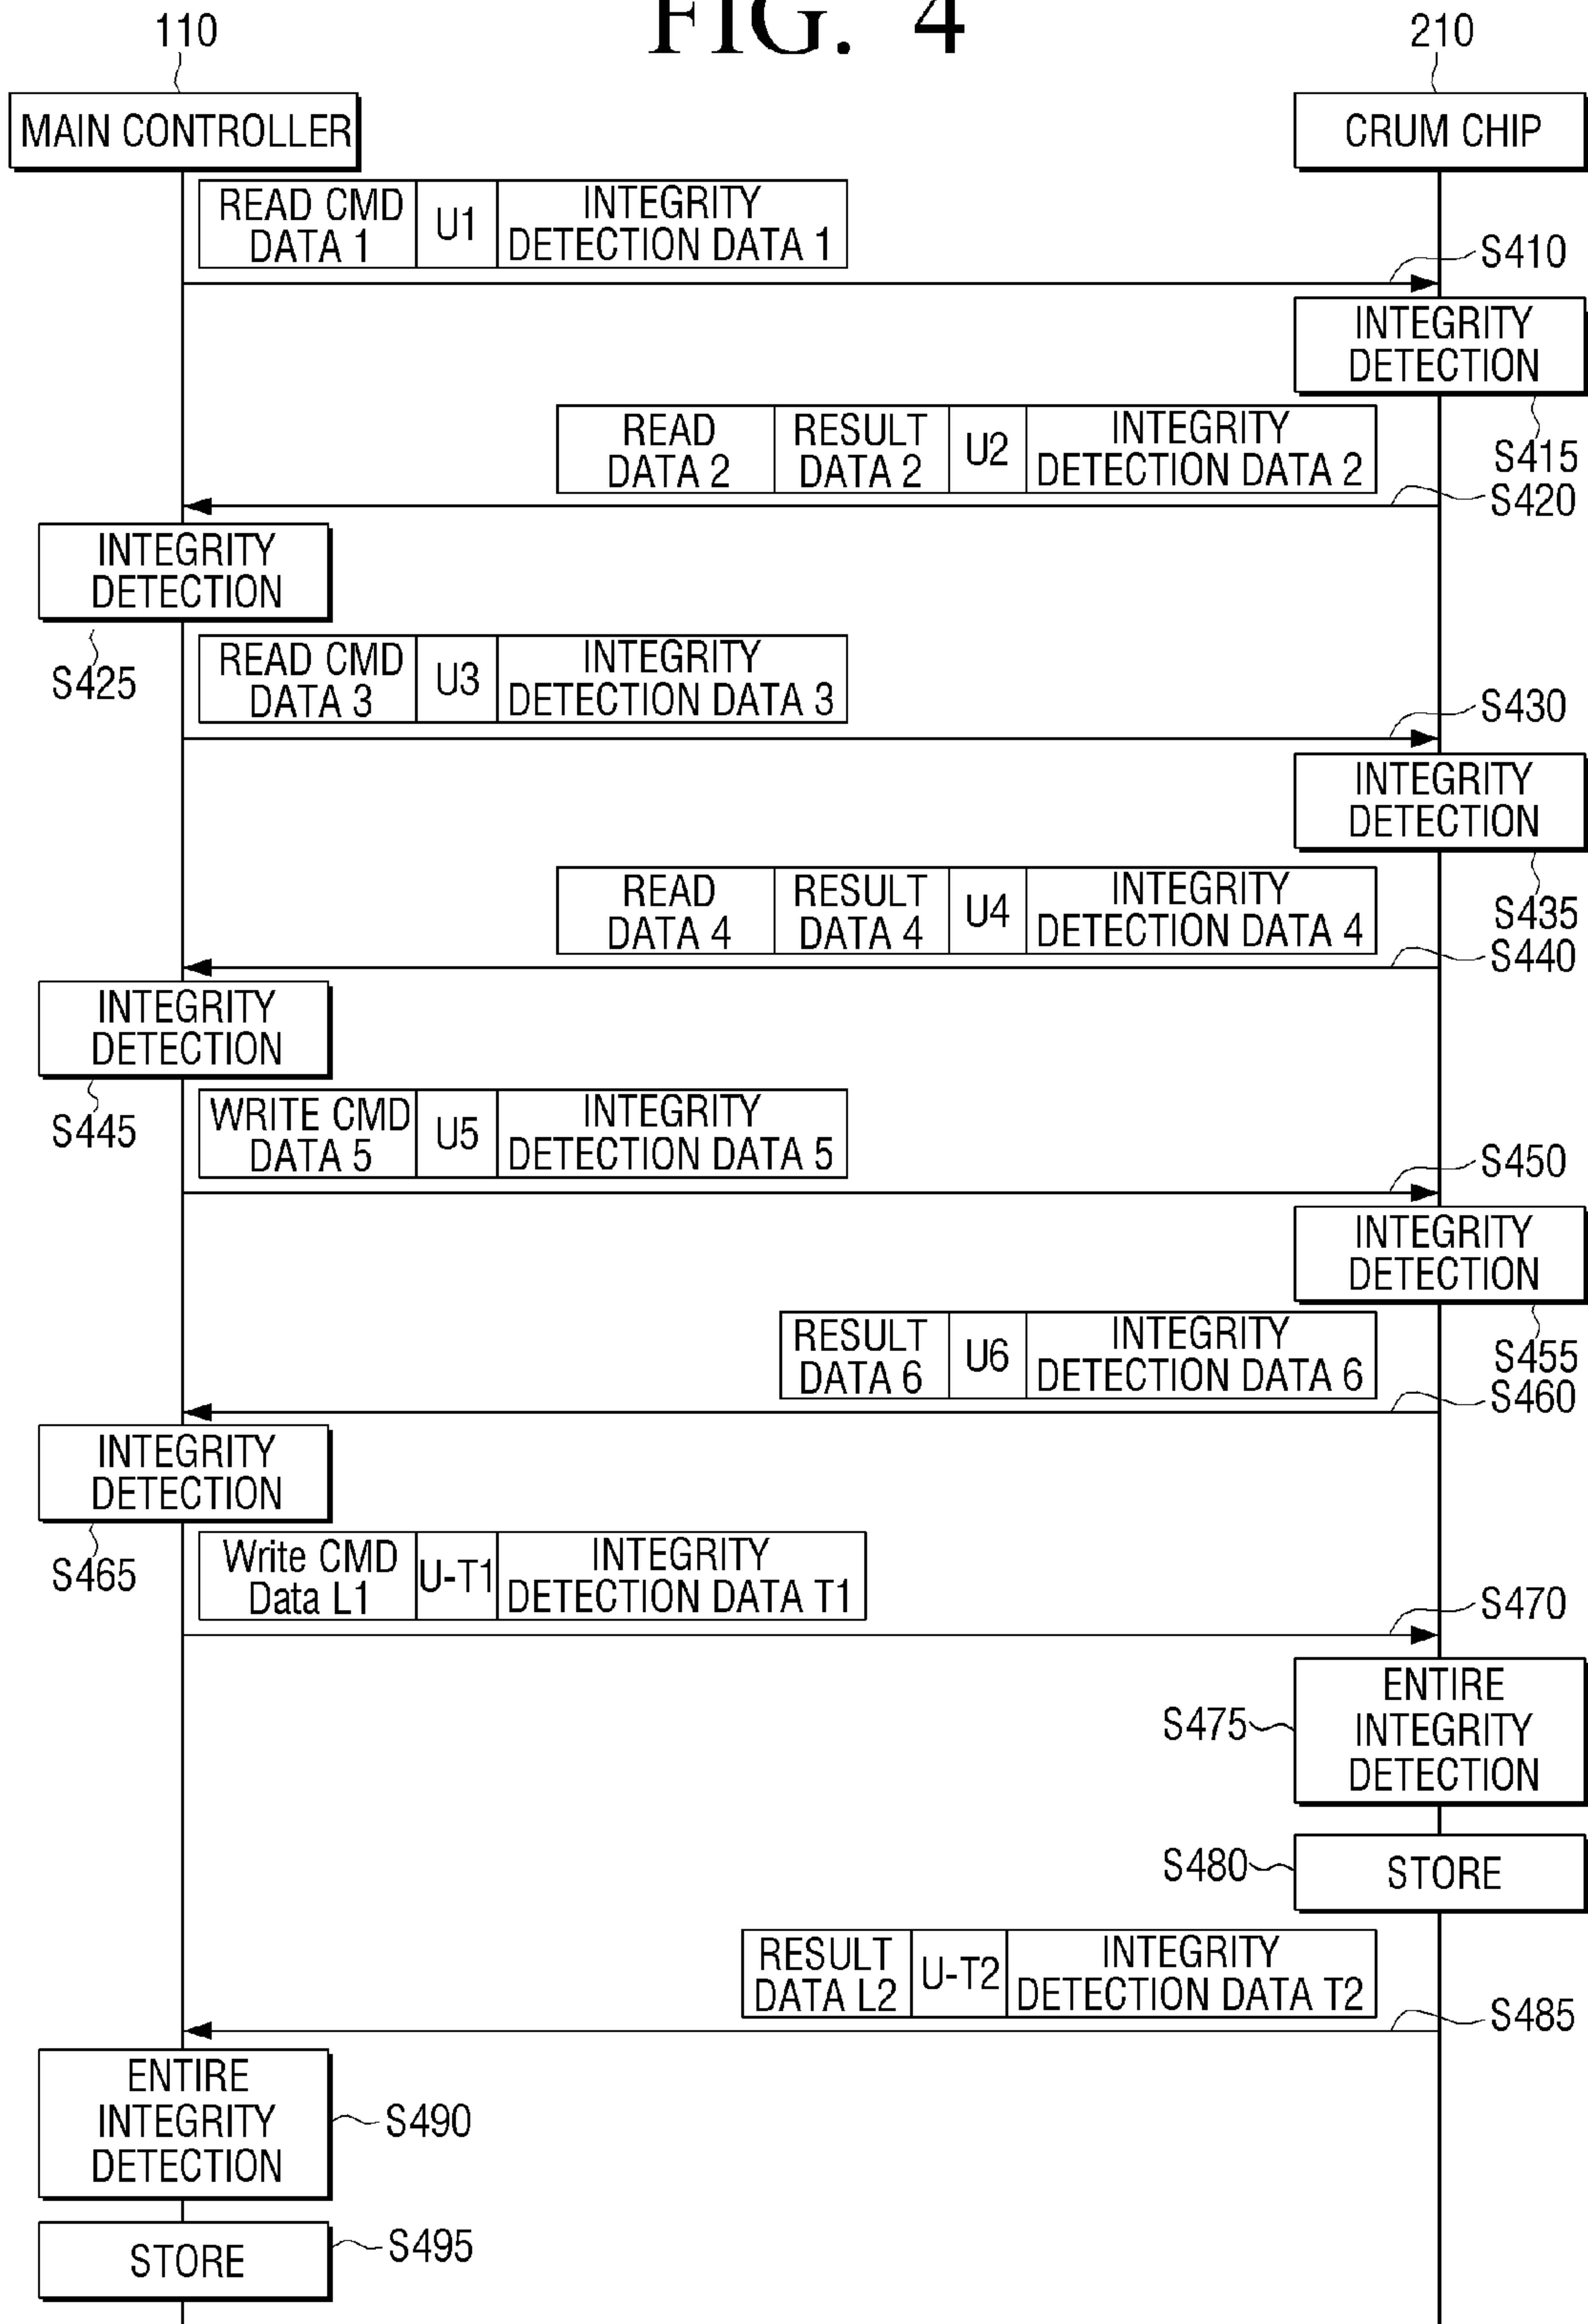 FIG. 4
110
210
MAIN CONTROLLER
CRUM CHIP
READ CMD
DATA 1
U1
INTEGRITY
DETECTION DATA 1
S410
INTEGRITY
DETECTION
S415
READ
DATA 2
RESULT
DATA 2
U2
INTEGRITY
DETECTION DATA 2
S420
INTEGRITY
DETECTION
S425
READ CMD
DATA 3
U3
INTEGRITY
DETECTION DATA 3
S430
INTEGRITY
DETECTION
S435
READ
DATA 4
RESULT
DATA 4
U4
INTEGRITY
DETECTION DATA 4
S440
INTEGRITY
DETECTION
S445
WRITE CMD
DATA 5
U5
INTEGRITY
DETECTION DATA 5
S450
INTEGRITY
DETECTION
S455
RESULT
DATA 6
U6
INTEGRITY
DETECTION DATA 6
S460
INTEGRITY
DETECTION
S465
Write CMD
Data L1
U-T1
INTEGRITY
DETECTION DATA T1
S470
ENTIRE
INTEGRITY
DETECTION
S475
STORE
S480
RESULT
DATA L2
U-T2
INTEGRITY
DETECTION DATA T2
S485
ENTIRE
INTEGRITY
DETECTION
S490
STORE
S495